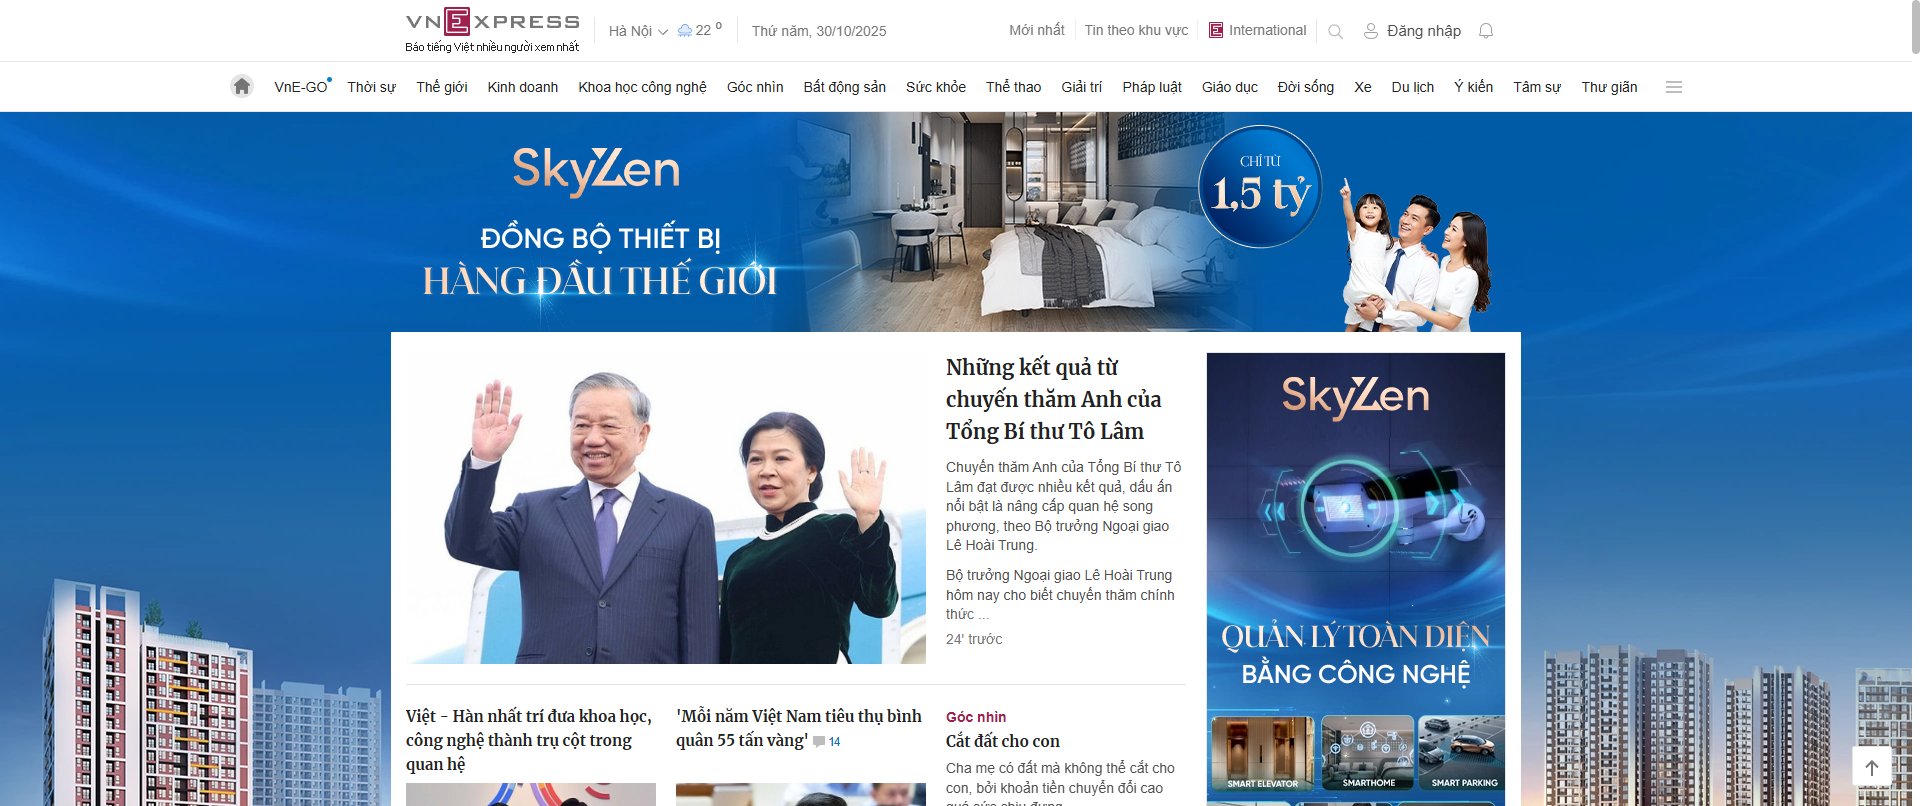 VNEXPRESS
Báo tiếng Việt nhiều người xem nhất
Hà Nội
22°
Thứ năm, 30/10/2025
Mới nhất
Tin theo khu vực
E International
Đăng nhập
VnE-GO
Thời sự
Thế giới
Kinh doanh
Khoa học công nghệ
Góc nhìn
Bất động sản
Sức khỏe
Thể thao
Giải trí
Pháp luật
Giáo dục
Đời sống
Xe
Du lịch
Ý kiến
Tâm sự
Thư giãn
SkyZen
ĐỒNG BỘ THIẾT BỊ
HÀNG ĐẦU THẾ GIỚI
CHỈ TỪ
1,5 tỷ
Những kết quả từ
chuyến thăm Anh của
Tổng Bí thư Tô Lâm
Chuyến thăm Anh của Tổng Bí thư Tô
Lâm đạt được nhiều kết quả, dấu ấn
nổi bật là nâng cấp quan hệ song
phương, theo Bộ trưởng Ngoại giao
Lê Hoài Trung.
Bộ trưởng Ngoại giao Lê Hoài Trung
hôm nay cho biết chuyến thăm chính
thức ...
24' trước
Việt - Hàn nhất trí đưa khoa học,
công nghệ thành trụ cột trong
quan hệ
'Mỗi năm Việt Nam tiêu thụ bình
quân 55 tấn vàng' 14
Góc nhìn
Cắt đất cho con
Cha mẹ có đất mà không thể cắt cho
con, bởi khoản tiền chuyển đổi cao
quá sức chịu đựng
SkyZen
QUẢN LÝ TOÀN DIỆN
BẰNG CÔNG NGHỆ
SMART ELEVATOR
SMARTHOME
SMART PARKING